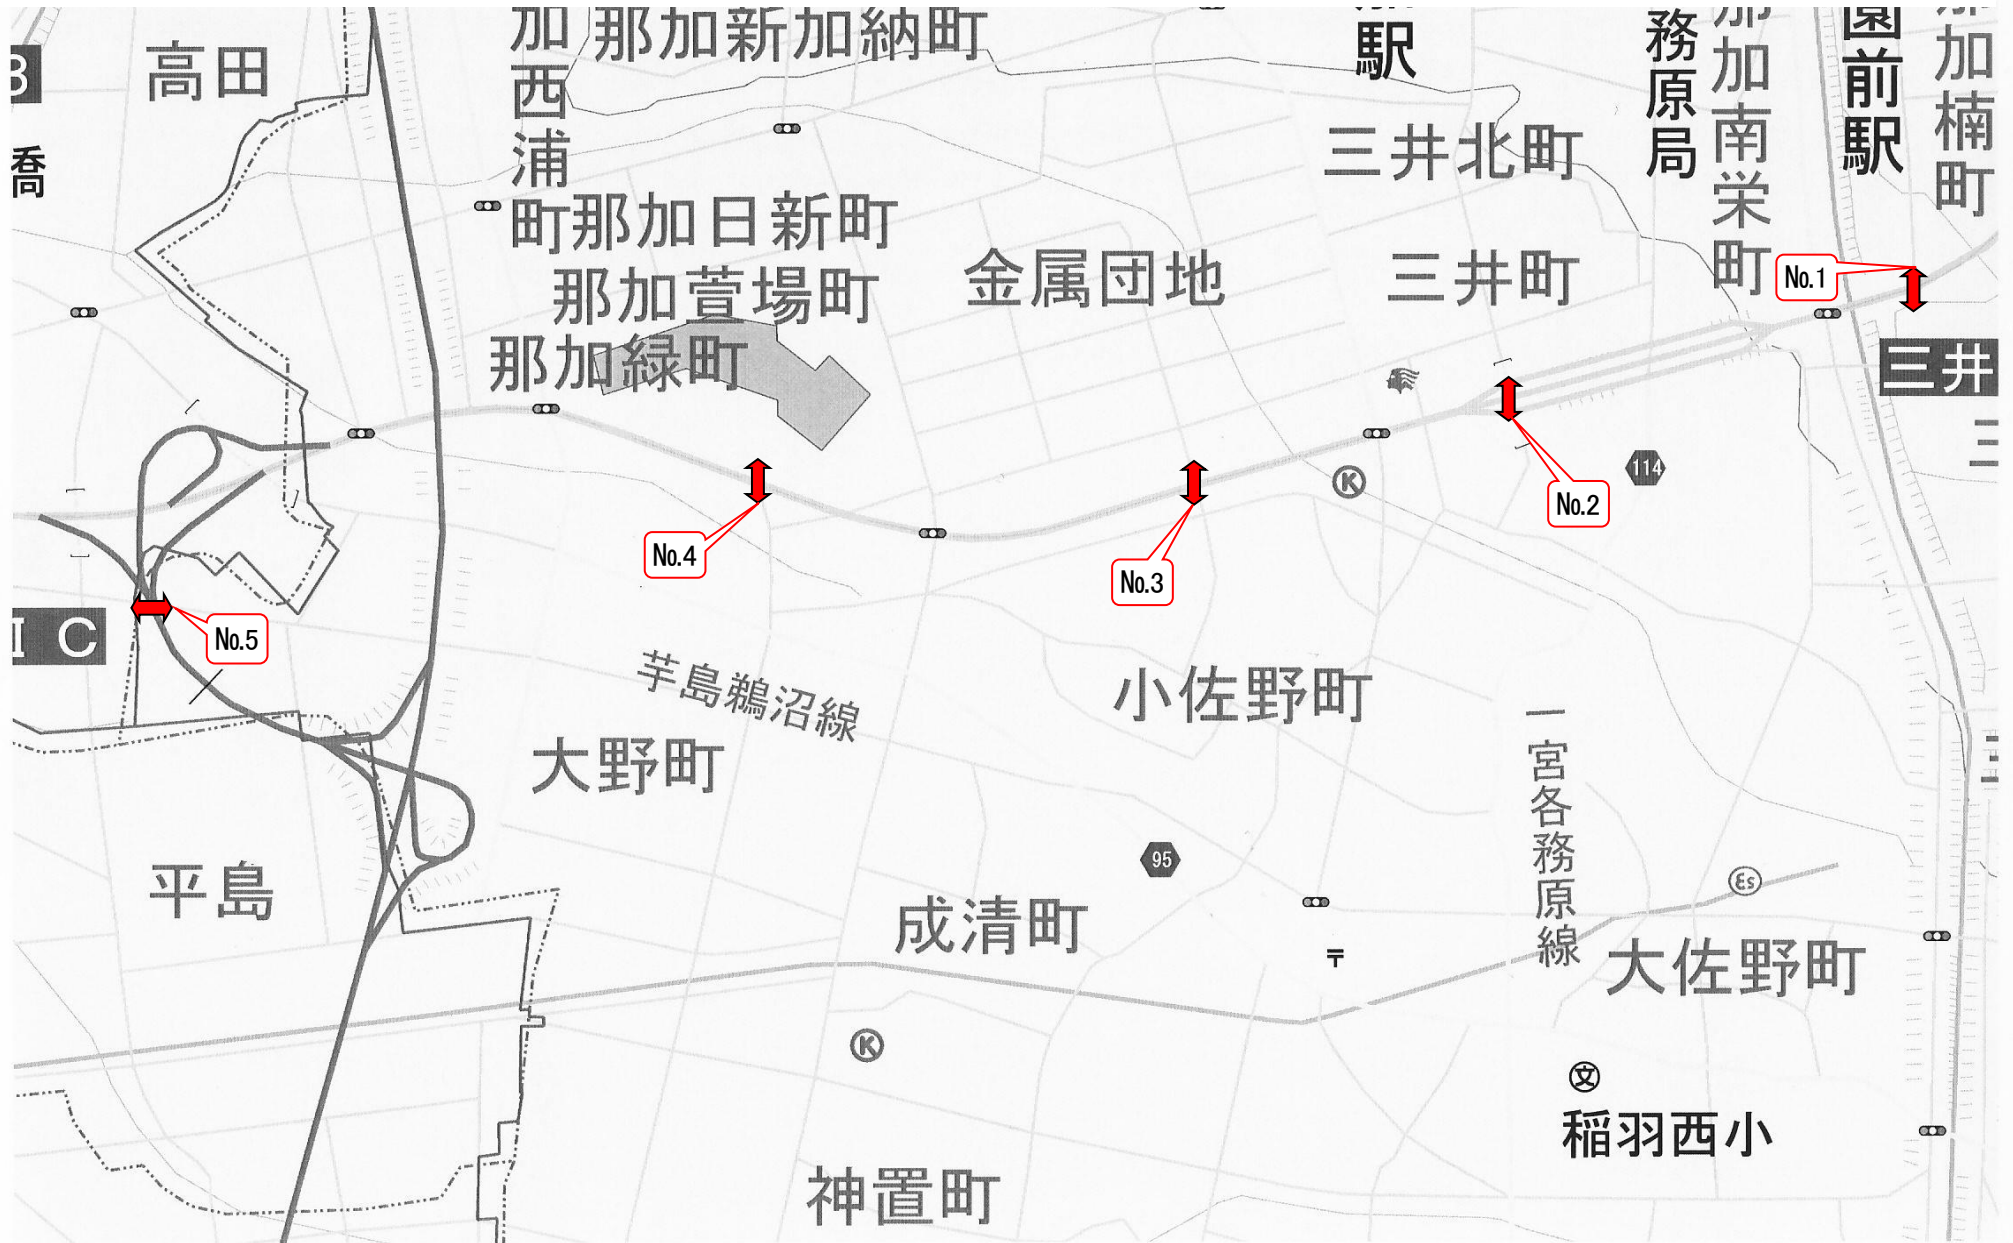 高田
那加新加納町
加西浦町
駅
務原局
那加南栄町
園前駅
那加楠町
橋
三井北町
那加日新町
金属団地
三井町
那加萱場町
那加緑町
No.1
三井
No.2
114
No.3
No.4
No.5
IC
芋島鵜沼線
小佐野町
大野町
一宮各務原線
95
平島
成清町
大佐野町
〒
K
K
文
稲羽西小
神置町